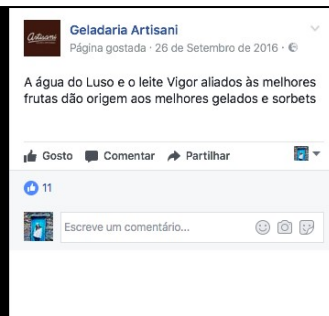 Artisani
Geladaria Artisani
Página gostada · 26 de Setembro de 2016 ·
A água do Luso e o leite Vigor aliados às melhores
frutas dão origem aos melhores gelados e sorbets
Gosto Comentar Partilhar
11
Escreve um comentário...